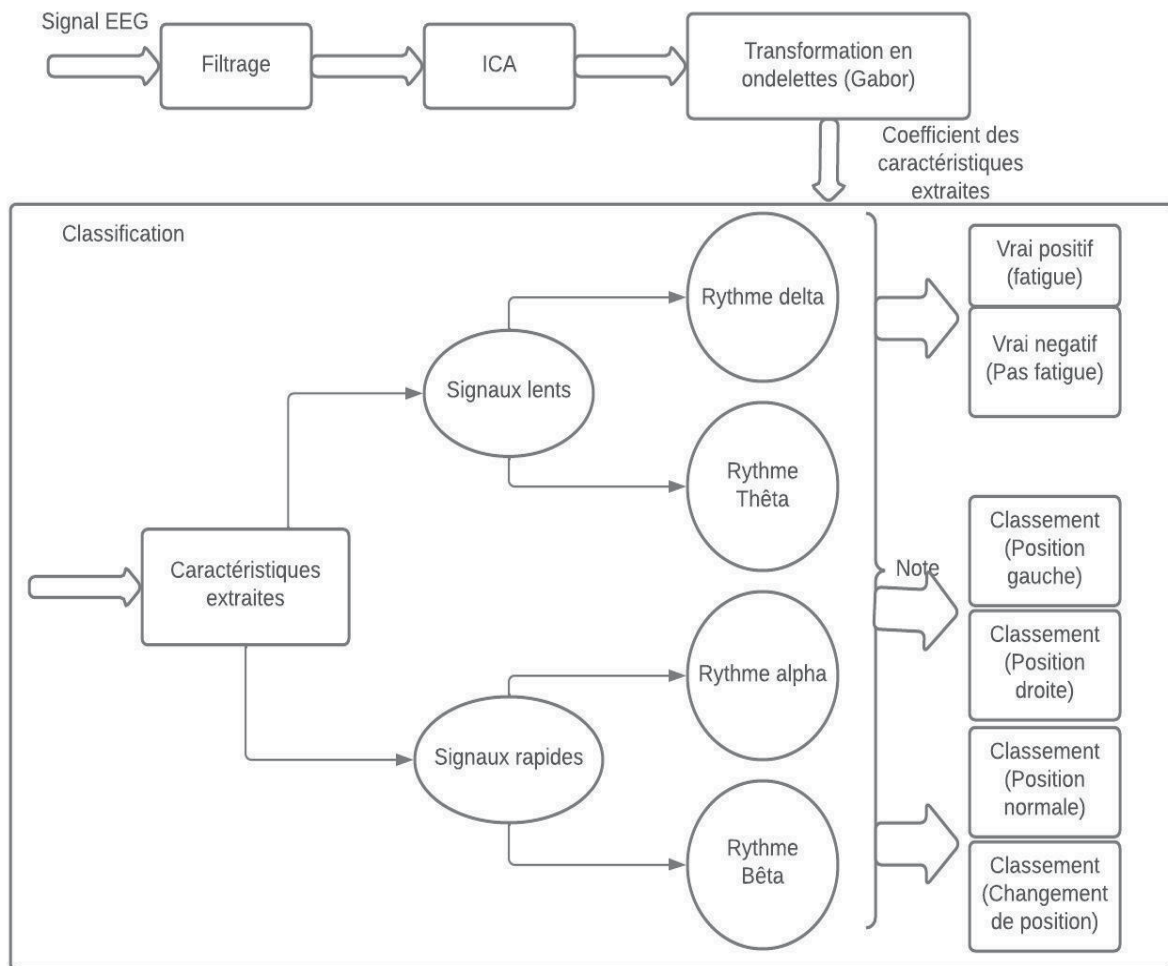 Signal EEG
Filtrage
ICA
Transformation en
ondelettes (Gabor)
Coefficient des
caractéristiques
extraites
Classification
Caractéristiques
extraites
Signaux lents
Signaux rapides
Rythme delta
Rythme
Thêta
Rythme alpha
Rythme
Bêta
Note
Vrai positif
(fatigue)
Vrai negatif
(Pas fatigue)
Classement
(Position
gauche)
Classement
(Position
droite)
Classement
(Position
normale)
Classement
(Changement
de position)